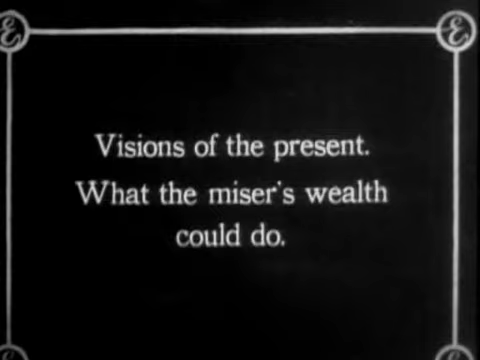 E E
Visions of the present.
What the miser's wealth
could do.
E E